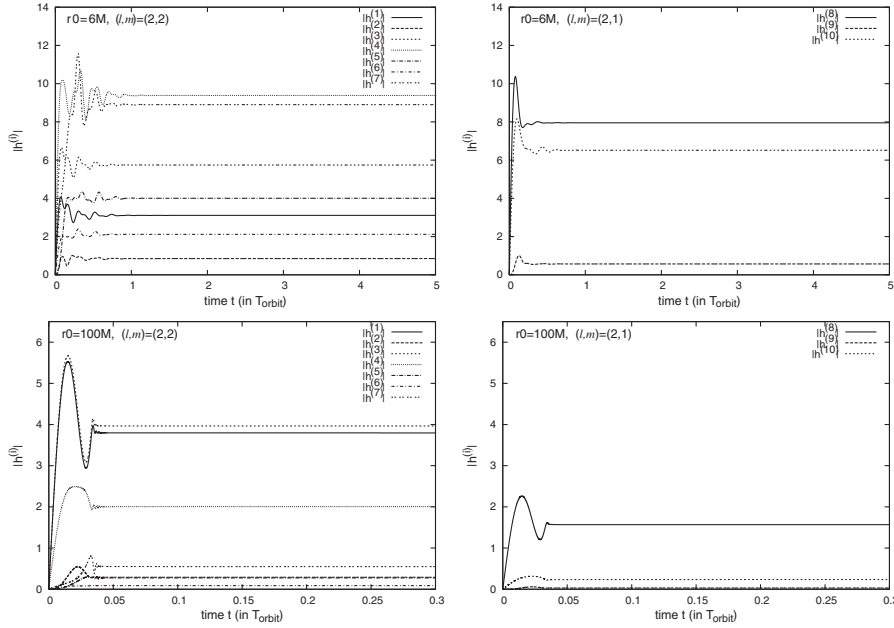 r0=6M, (l,m)=(2,2)
|h(1)|
|h(2)|
|h(3)|
|h(4)|
|h(5)|
|h(6)|
|h(7)|
14
12
10
8
6
4
2
0
|h(i)|
0 1 2 3 4 5
time t (in Torbit)
r0=6M, (l,m)=(2,1)
|h(8)|
|h(9)|
|h(10)|
14
12
10
8
6
4
2
0
|h(i)|
0 1 2 3 4 5
time t (in Torbit)
r0=100M, (l,m)=(2,2)
|h(1)|
|h(2)|
|h(3)|
|h(4)|
|h(5)|
|h(6)|
|h(7)|
6
5
4
3
2
1
0
|h(i)|
0 0.05 0.1 0.15 0.2 0.25 0.3
time t (in Torbit)
r0=100M, (l,m)=(2,1)
|h(8)|
|h(9)|
|h(10)|
6
5
4
3
2
1
0
|h(i)|
0 0.05 0.1 0.15 0.2 0.25 0.3
time t (in Torbit)